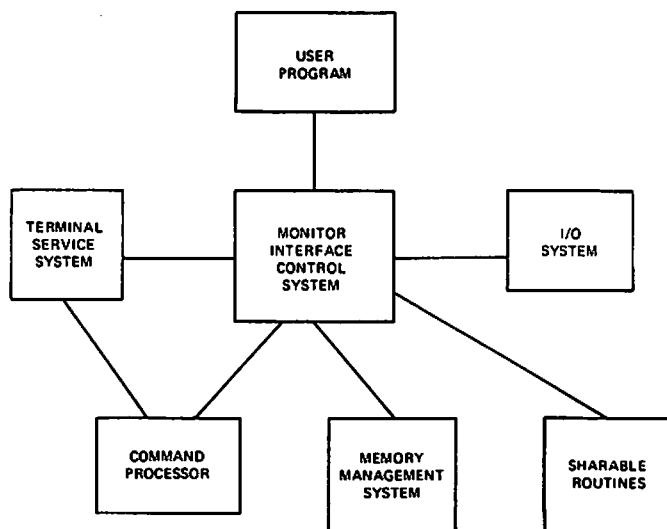 USER
PROGRAM
TERMINAL
SERVICE
SYSTEM
MONITOR
INTERFACE
CONTROL
SYSTEM
I/O
SYSTEM
COMMAND
PROCESSOR
MEMORY
MANAGEMENT
SYSTEM
SHARABLE
ROUTINES